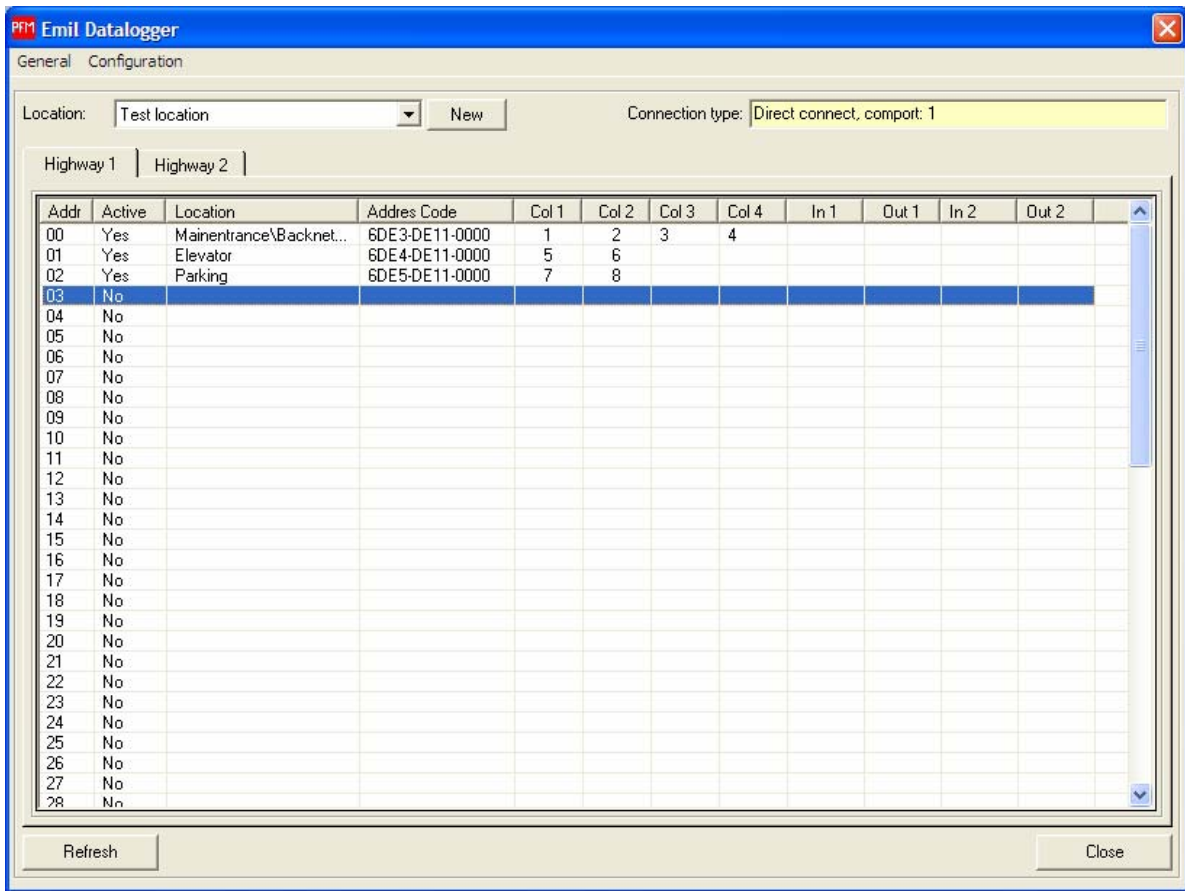 PFM Emil Datalogger
General Configuration
Location: Test location New Connection type: Direct connect, comport: 1
Highway 1 Highway 2
Addr Active Location Addres Code Col 1 Col 2 Col 3 Col 4 In 1 Out 1 In 2 Out 2
00 Yes Mainentrance\Backnet... 6DE3-DE11-0000 1 2 3 4
01 Yes Elevator 6DE4-DE11-0000 5 6
02 Yes Parking 6DE5-DE11-0000 7 8
03 No
04 No
05 No
06 No
07 No
08 No
09 No
10 No
11 No
12 No
13 No
14 No
15 No
16 No
17 No
18 No
19 No
20 No
21 No
22 No
23 No
24 No
25 No
26 No
27 No
28 No
Refresh Close